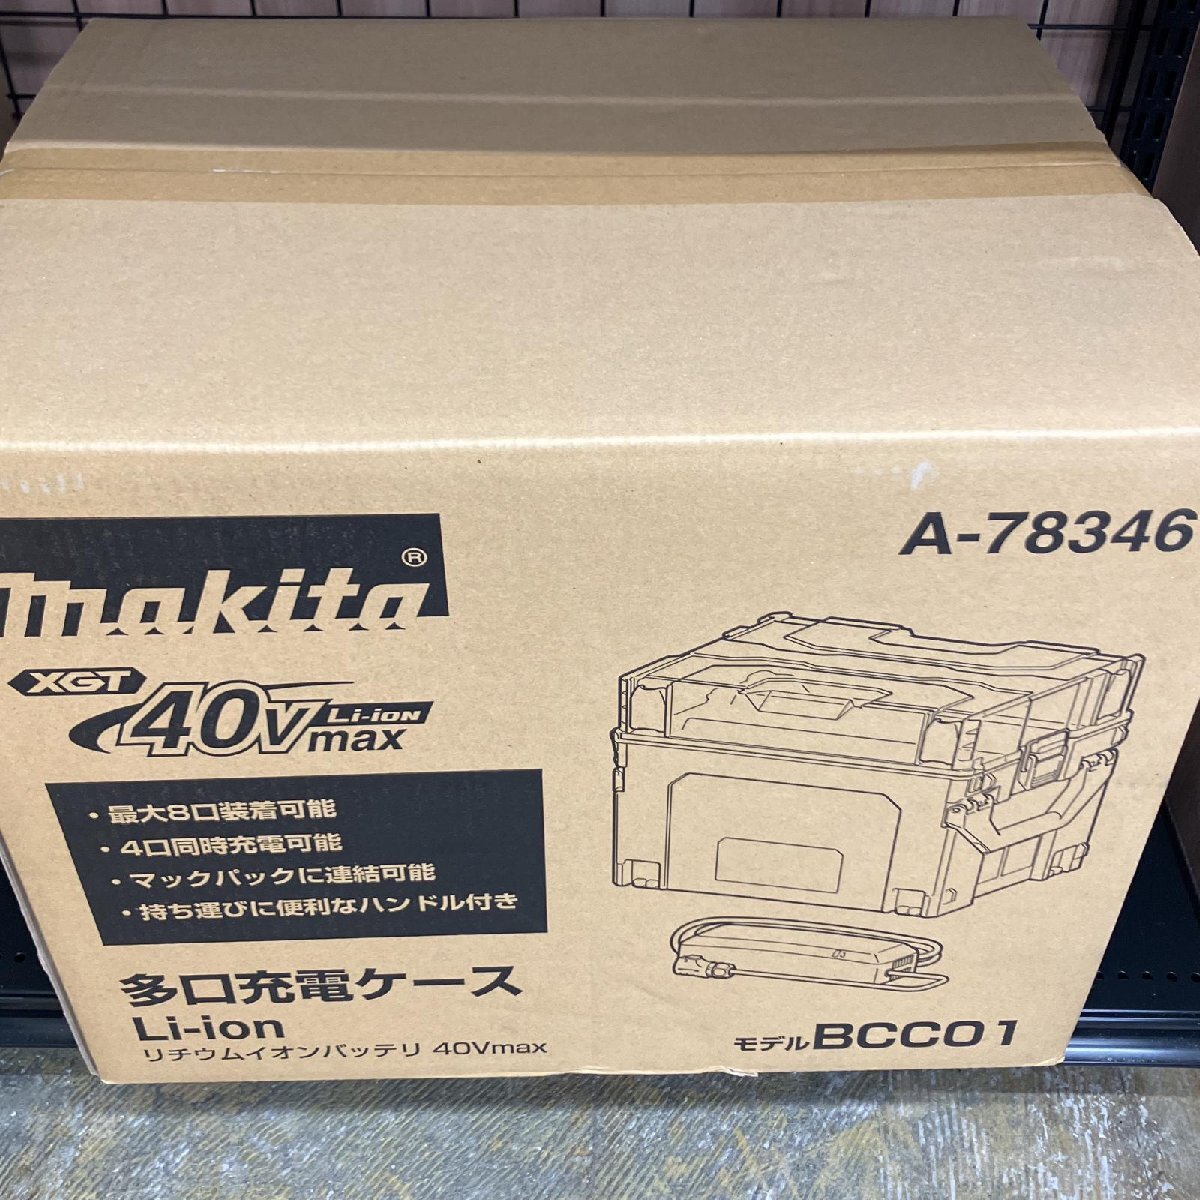 A-78346
makita®
XGT
40Vmax Li-ion
・最大8口装着可能
・4口同時充電可能
・マックパックに連結可能
・持ち運びに便利なハンドル付き
多口充電ケース
Li-ion
リチウムイオンバッテリ 40Vmax
モデルBCC01